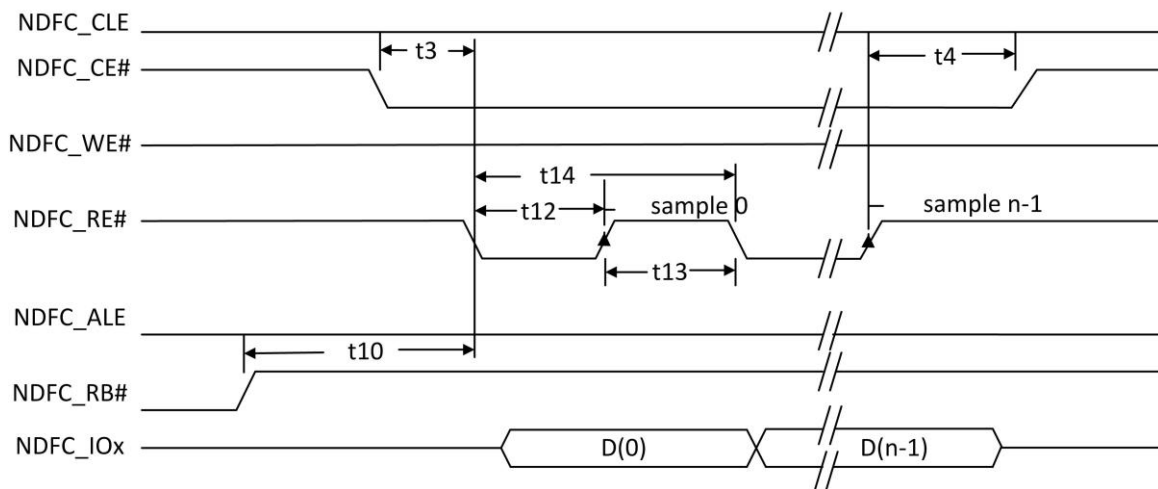 NDFC_CLE
t3
t4
NDFC_CE#
NDFC_WE#
t14
t12
sample 0
sample n-1
NDFC_RE#
t13
NDFC_ALE
t10
NDFC_RB#
NDFC_IOx
D(0)
D(n-1)